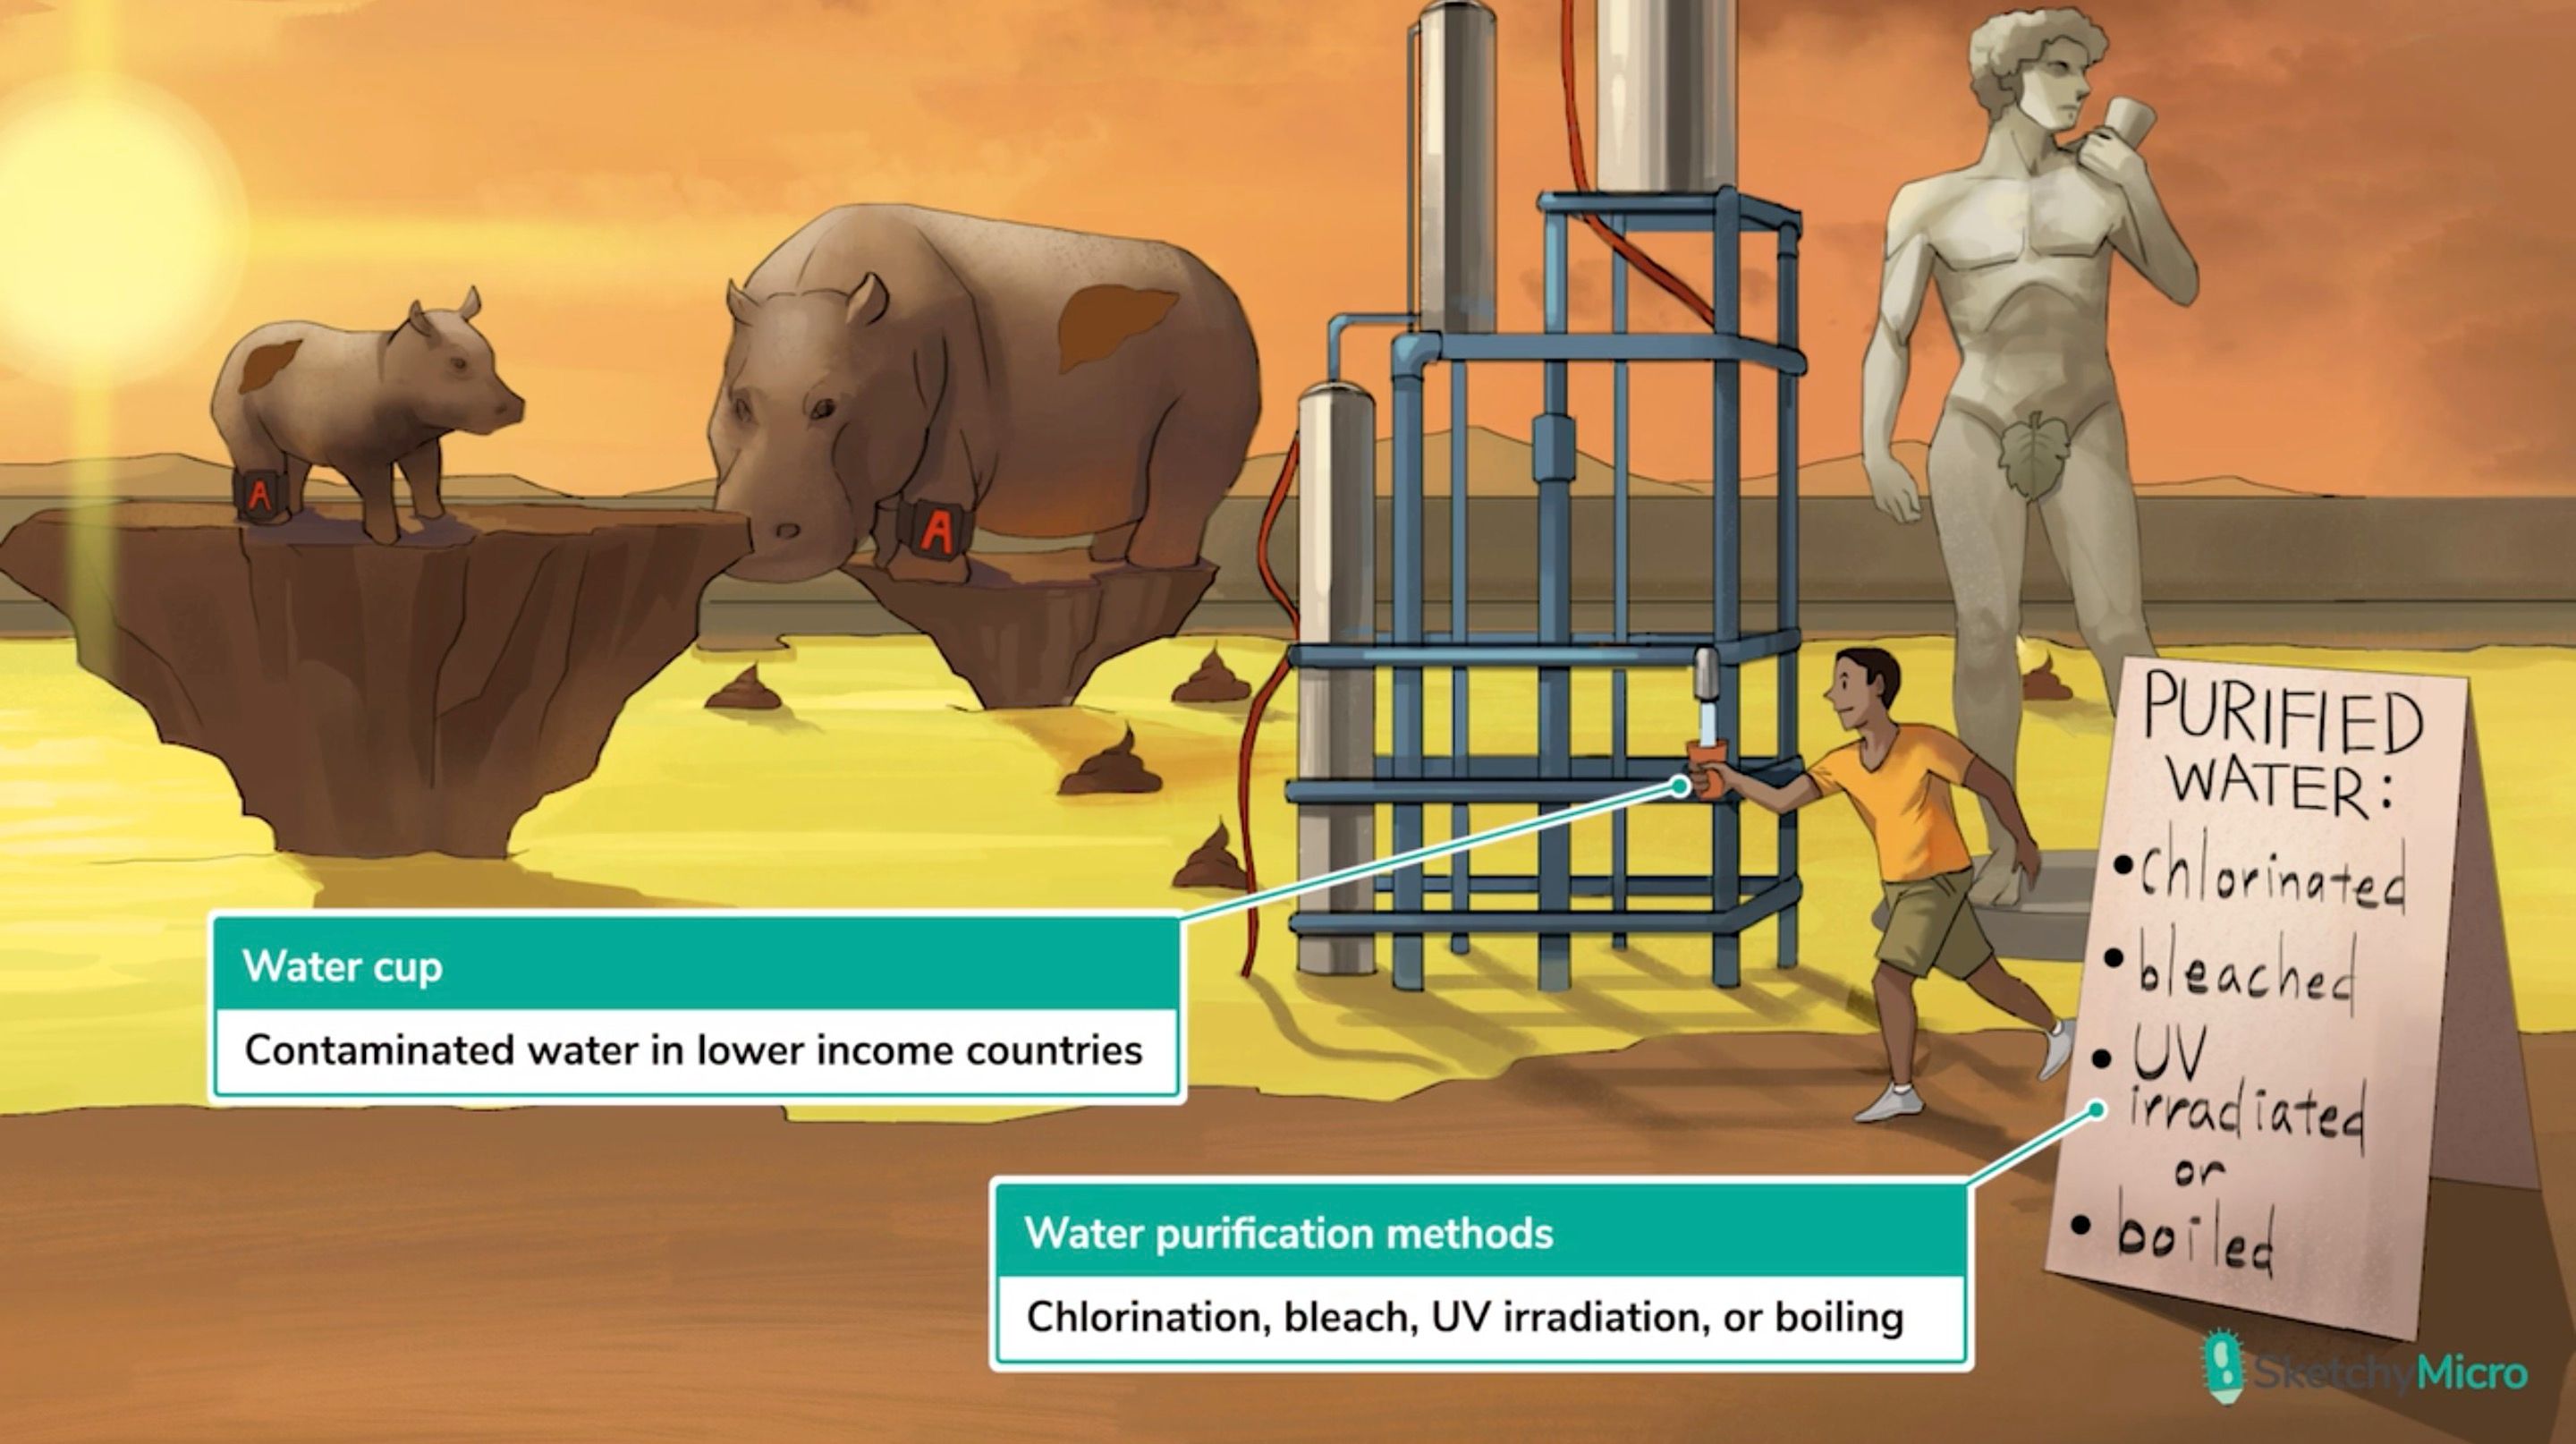 A
A
PURIFIED
WATER:
• Chlorinated
• bleached
• UV
irradiated
or
• boiled
Water cup
Contaminated water in lower income countries
Water purification methods
Chlorination, bleach, UV irradiation, or boiling
SketchyMicro